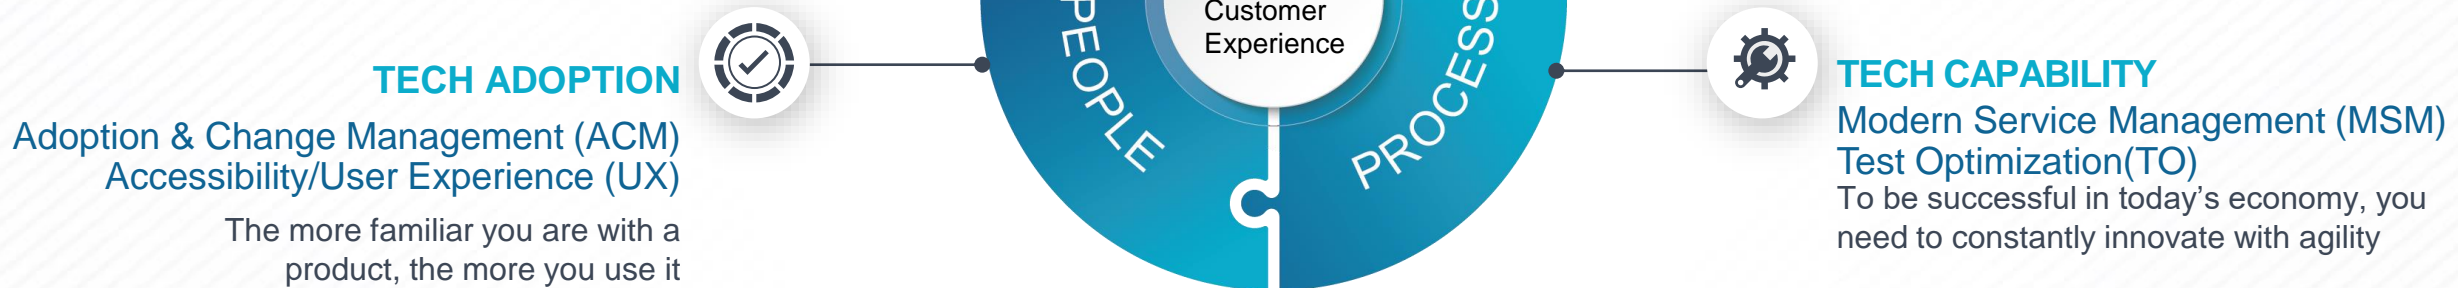 TECH ADOPTION
Adoption & Change Management (ACM)
Accessibility/User Experience (UX)
The more familiar you are with a
product, the more you use it
PEOPLE
Customer
Experience
PROCESS
TECH CAPABILITY
Modern Service Management (MSM)
Test Optimization(TO)
To be successful in today’s economy, you
need to constantly innovate with agility